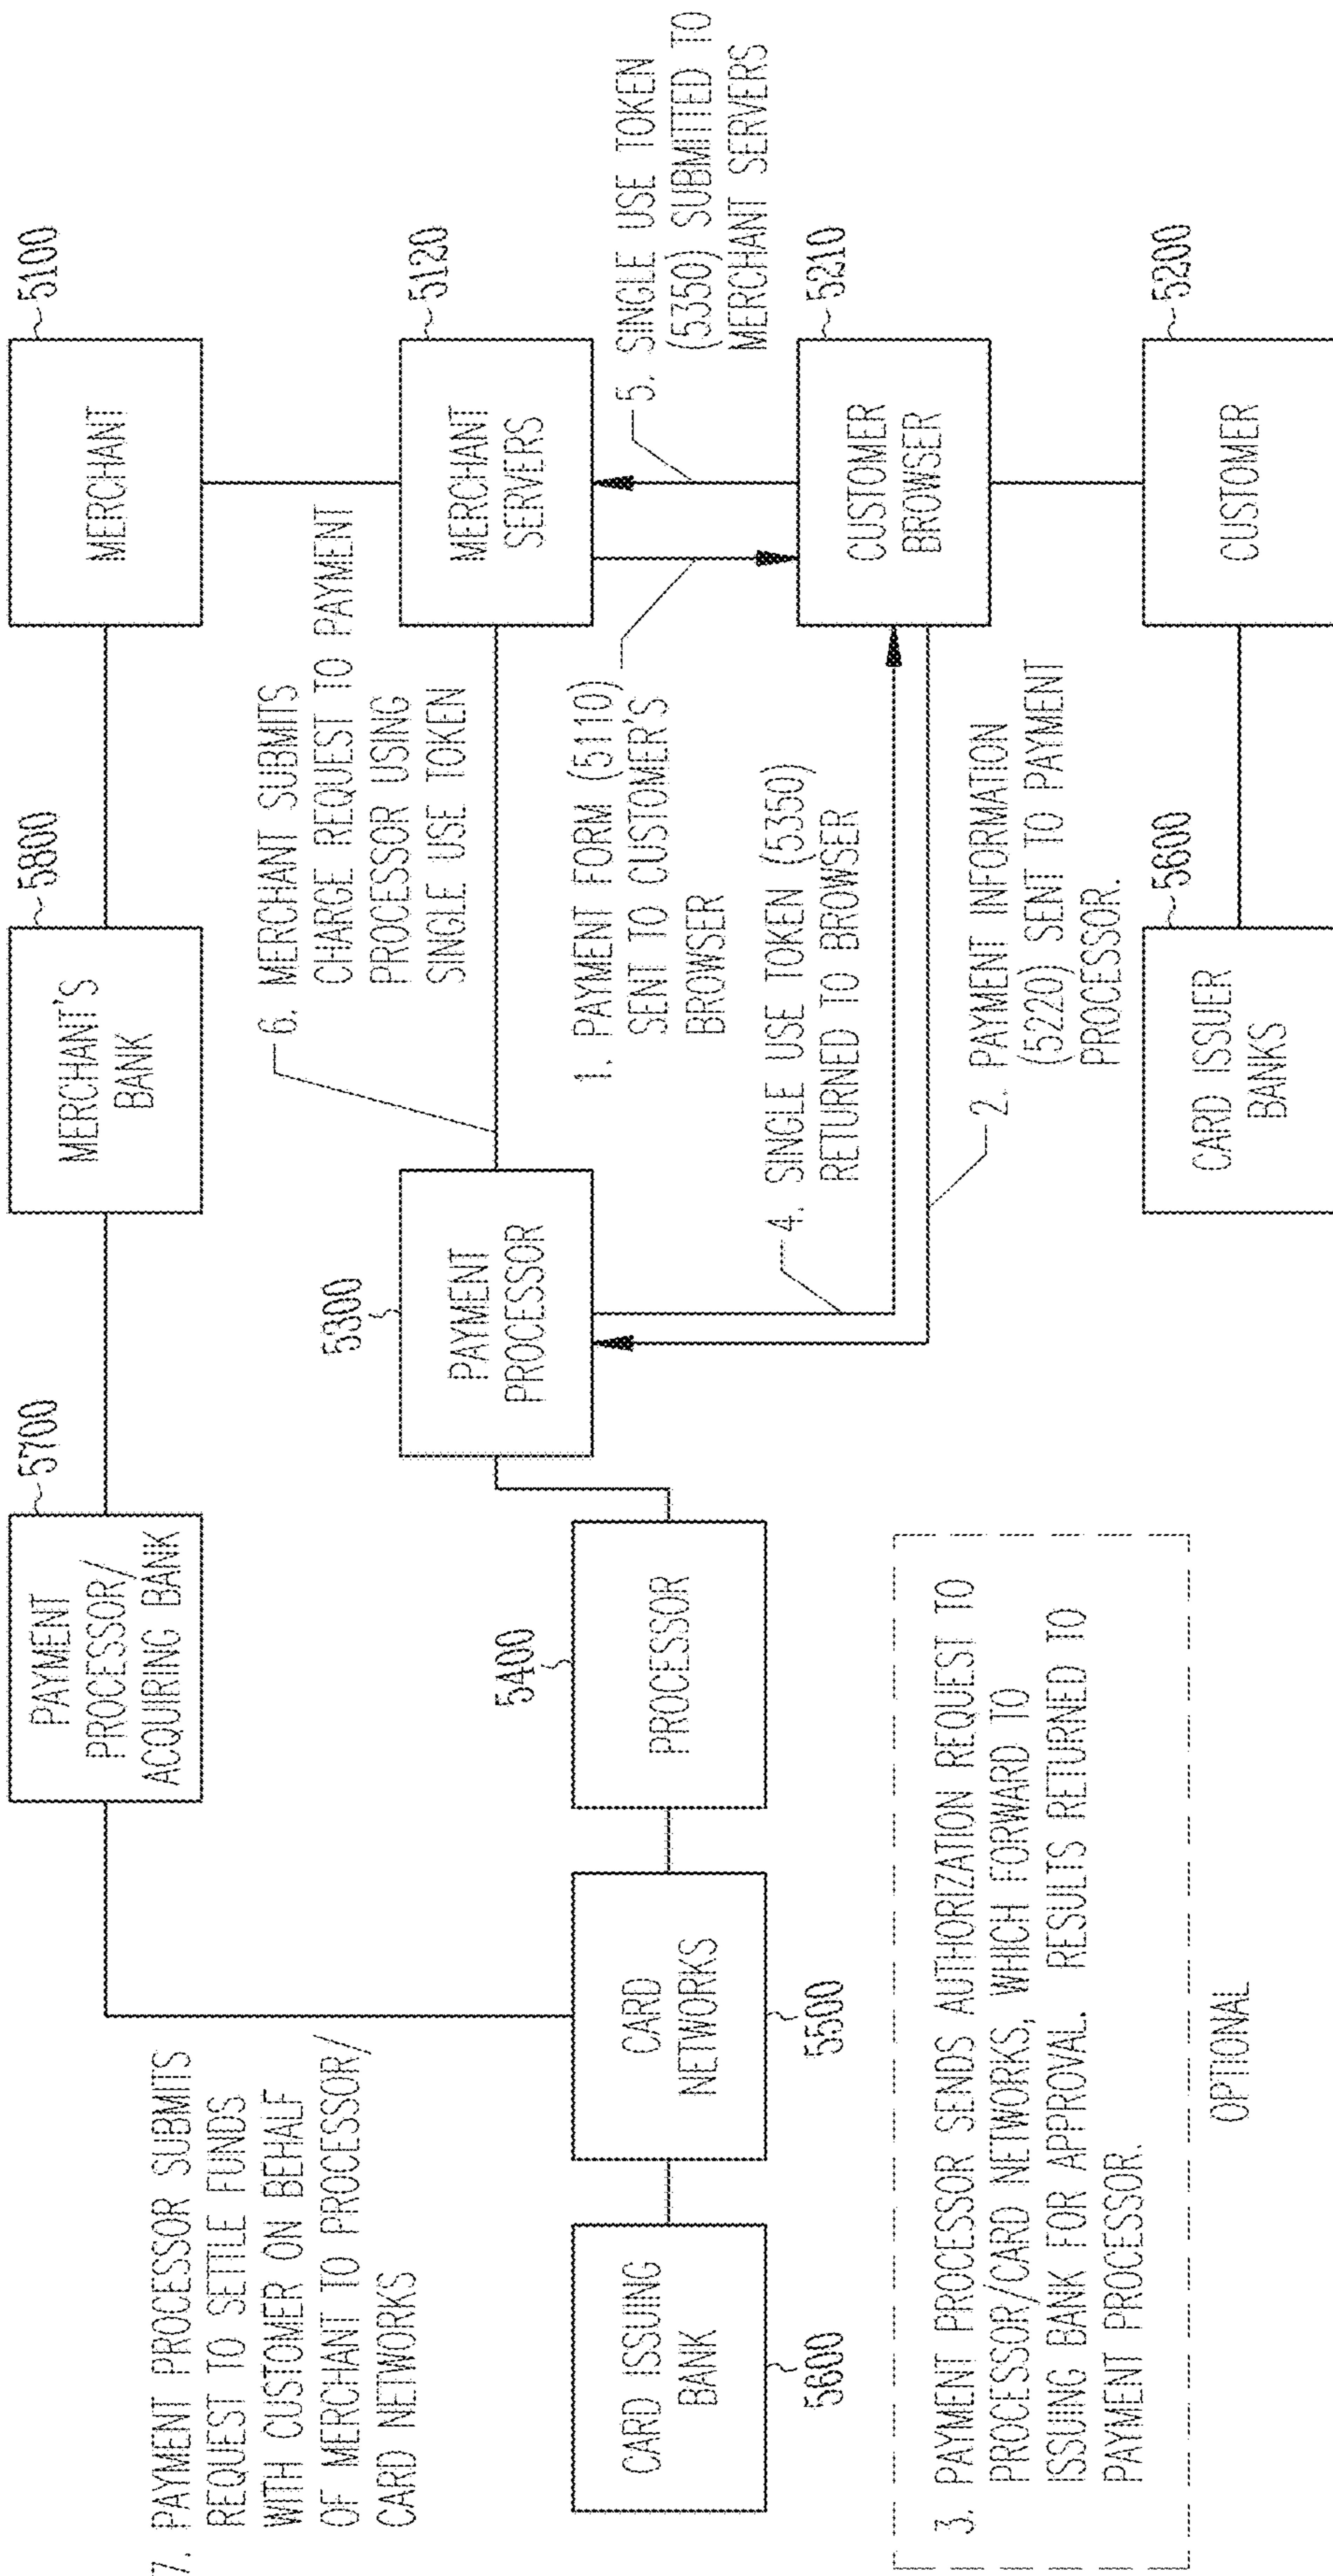 7. PAYMENT PROCESSOR SUBMITS
REQUEST TO SETTLE FUNDS
WITH CUSTOMER ON BEHALF
OF MERCHANT TO PROCESSOR/
CARD NETWORKS
5700
PAYMENT
PROCESSOR/
ACQUIRING BANK
5800
MERCHANT'S
BANK
5100
MERCHANT
6. MERCHANT SUBMITS
CHARGE REQUEST TO PAYMENT
PROCESSOR USING
SINGLE USE TOKEN
5300
PAYMENT
PROCESSOR
5120
MERCHANT
SERVERS
5400
PROCESSOR
CARD
NETWORKS
5500
CARD ISSUING
BANK
5600
1. PAYMENT FORM (5110)
SENT TO CUSTOMER'S
BROWSER
5. SINGLE USE TOKEN
(5350) SUBMITTED TO
MERCHANT SERVERS
4. SINGLE USE TOKEN (5350)
RETURNED TO BROWSER
5210
CUSTOMER
BROWSER
3. PAYMENT PROCESSOR SENDS AUTHORIZATION REQUEST TO
PROCESSOR/CARD NETWORKS, WHICH FORWARD TO
ISSUING BANK FOR APPROVAL. RESULTS RETURNED TO
PAYMENT PROCESSOR.
OPTIONAL
2. PAYMENT INFORMATION
(5220) SENT TO PAYMENT
PROCESSOR.
5600
CARD ISSUER
BANKS
5200
CUSTOMER